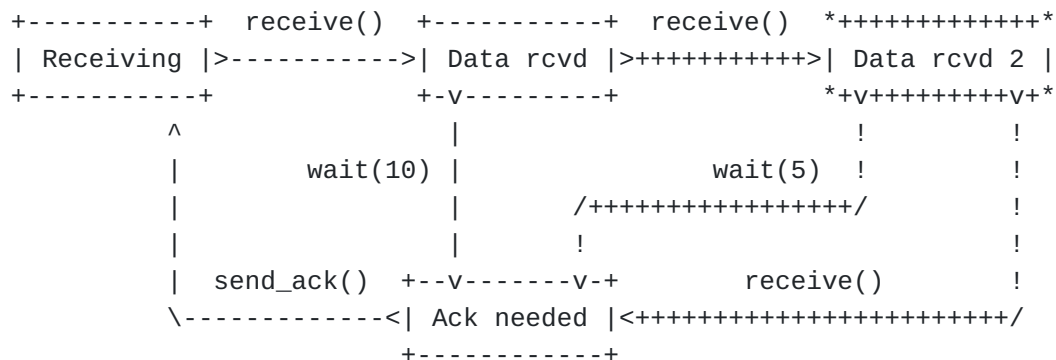 +-----------+  receive()  +-----------+  receive()  *+++++++++++++*
| Receiving |>----------->| Data rcvd |>+++++++++++>| Data rcvd 2 |
+-----------+             +-v---------+             *+v+++++++++v+*
          ^                 |                         !         !
          |        wait(10) |                wait(5)  !         !
          |                 |       /+++++++++++++++++/         !
          |                 |       !                           !
          |  send_ack()  +--v-------v-+        receive()        !
          \-------------<| Ack needed |<++++++++++++++++++++++++/
                         +------------+